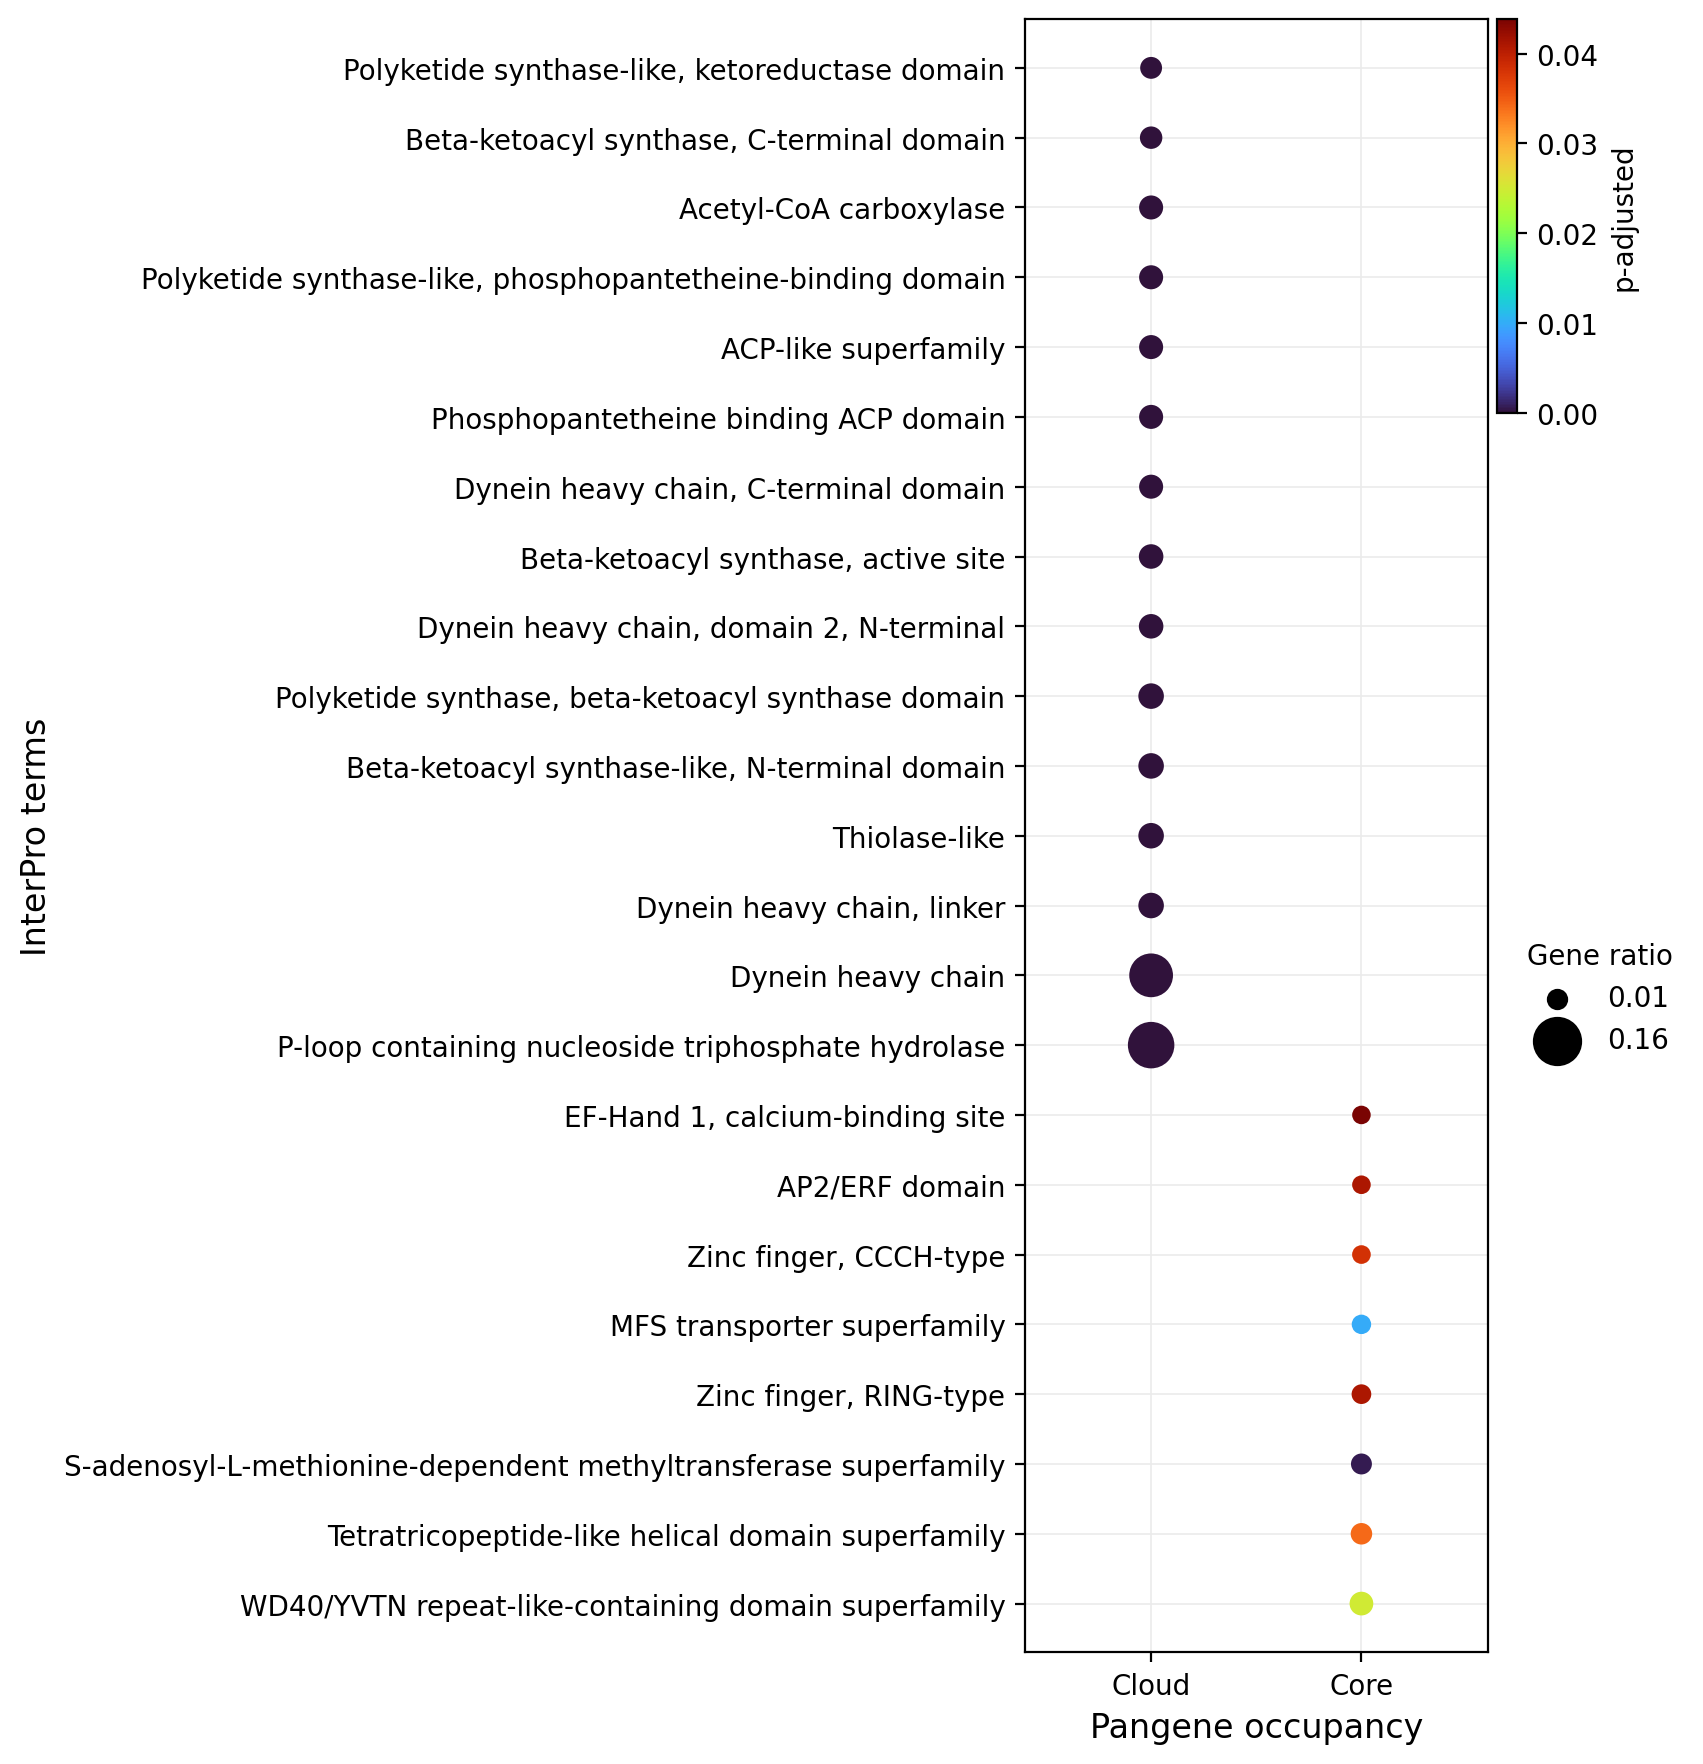 Polyketide synthase-like, ketoreductase domain
Beta-ketoacyl synthase, C-terminal domain
Acetyl-CoA carboxylase
Polyketide synthase-like, phosphopantetheine-binding domain
ACP-like superfamily
Phosphopantetheine binding ACP domain
Dynein heavy chain, C-terminal domain
Beta-ketoacyl synthase, active site
Dynein heavy chain, domain 2, N-terminal
Polyketide synthase, beta-ketoacyl synthase domain
Beta-ketoacyl synthase-like, N-terminal domain
Thiolase-like
Dynein heavy chain, linker
Dynein heavy chain
P-loop containing nucleoside triphosphate hydrolase
EF-Hand 1, calcium-binding site
AP2/ERF domain
Zinc finger, CCCH-type
MFS transporter superfamily
Zinc finger, RING-type
S-adenosyl-L-methionine-dependent methyltransferase superfamily
Tetratricopeptide-like helical domain superfamily
WD40/YVTN repeat-like-containing domain superfamily
InterPro terms
Cloud
Core
Pangene occupancy
0.04
0.03
0.02
0.01
0.00
p-adjusted
Gene ratio
0.01
0.16